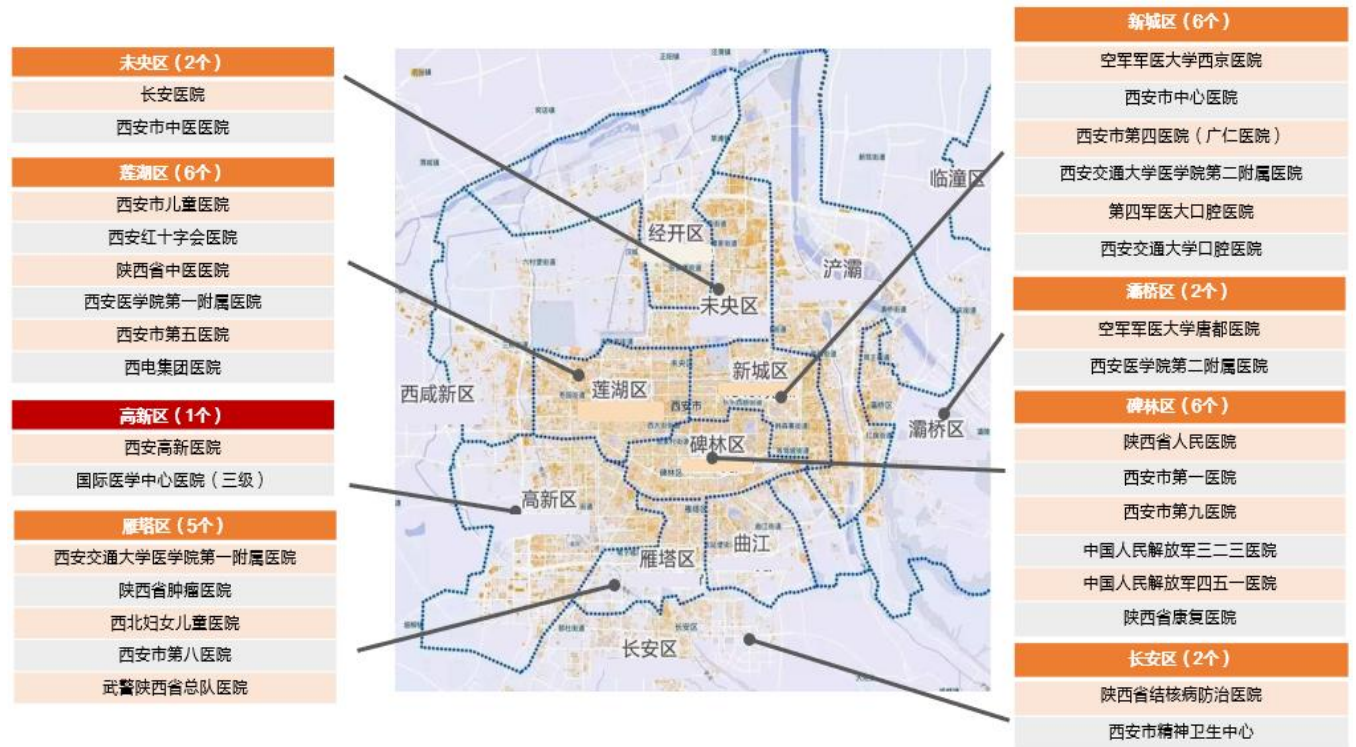 未央区（2个）
长安医院
西安市中医医院
莲湖区（6个）
西安市儿童医院
西安红十字会医院
陕西省中医医院
西安医学院第一附属医院
西安市第五医院
西电集团医院
高新区（1个）
西安高新医院
国际医学中心医院（三级）
雁塔区（5个）
西安交通大学医学院第一附属医院
陕西省肿瘤医院
西北妇女儿童医院
西安市第八医院
武警陕西省总队医院
临潼区
经开区
浐灞
未央区
新城区
莲湖区
西咸新区
西安市
碑林区
灞桥区
高新区
曲江
雁塔区
长安区
新城区（6个）
空军军医大学西京医院
西安市中心医院
西安市第四医院（广仁医院）
西安交通大学医学院第二附属医院
第四军医大口腔医院
西安交通大学口腔医院
灞桥区（2个）
空军军医大学唐都医院
西安医学院第二附属医院
碑林区（6个）
陕西省人民医院
西安市第一医院
西安市第九医院
中国人民解放军三二三医院
中国人民解放军四五一医院
陕西省康复医院
长安区（2个）
陕西省结核病防治医院
西安市精神卫生中心